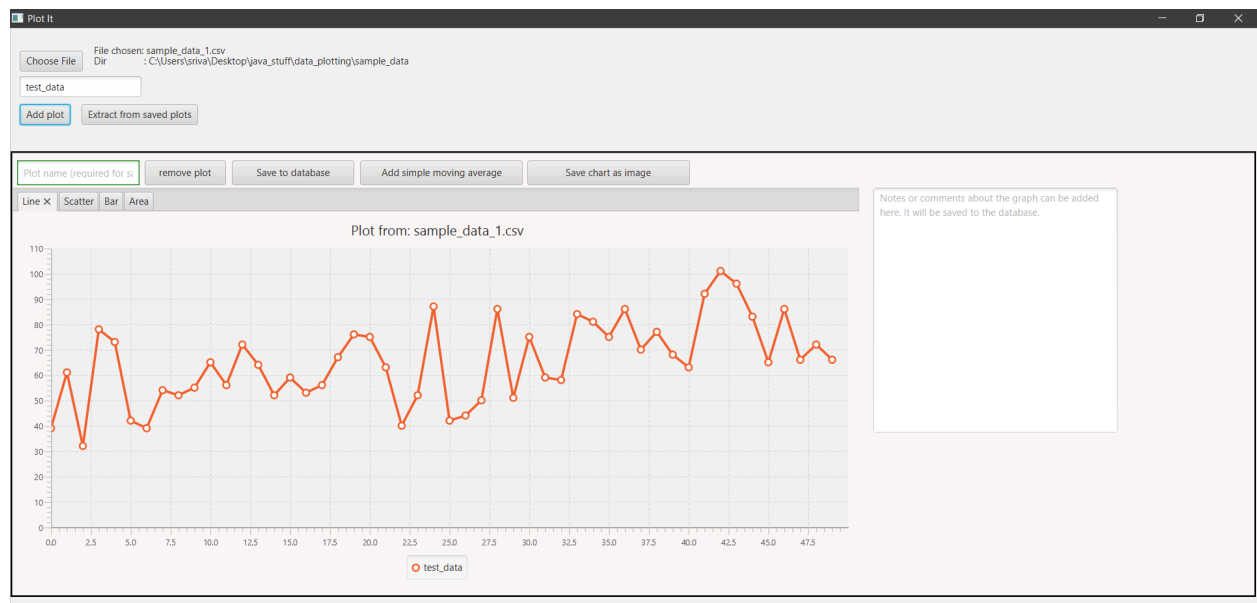 Plot It
Choose File
File chosen: sample_data_1.csv
Dir : C:\Users\sriva\Desktop\java_stuff\data_plotting\sample_data
test_data
Add plot Extract from saved plots
Plot name (required for sa remove plot Save to database Add simple moving average Save chart as image
Line Scatter Bar Area
Notes or comments about the graph can be added
here. It will be saved to the database.
Plot from: sample_data_1.csv
110
100
90
80
70
60
50
40
30
20
10
0
0.0 2.5 5.0 7.5 10.0 12.5 15.0 17.5 20.0 22.5 25.0 27.5 30.0 32.5 35.0 37.5 40.0 42.5 45.0 47.5
test_data